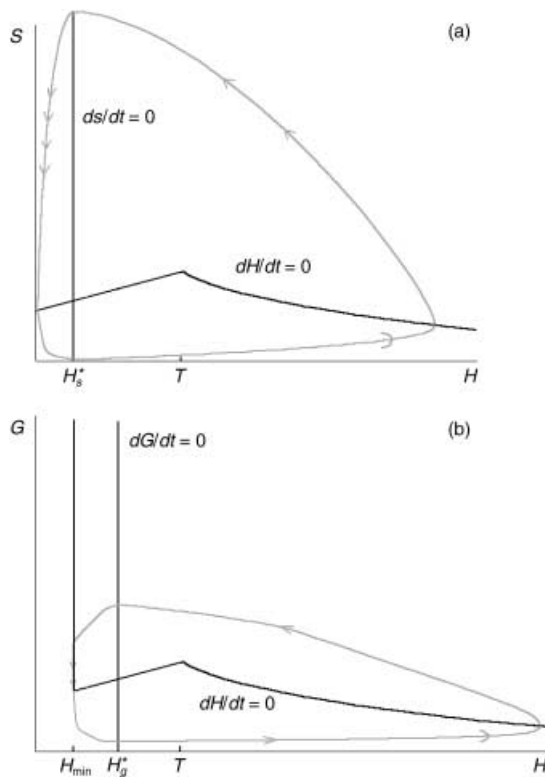 S
(a)
ds/dt = 0
dH/dt = 0
H*s
T
H
G
(b)
dG/dt = 0
dH/dt = 0
Hmin
H*g
T
H